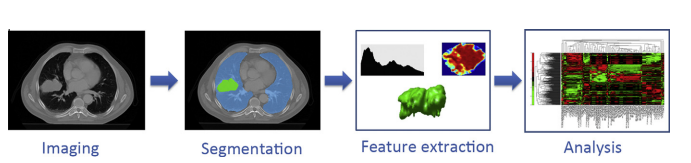 Imaging
Segmentation
Feature extraction
Analysis